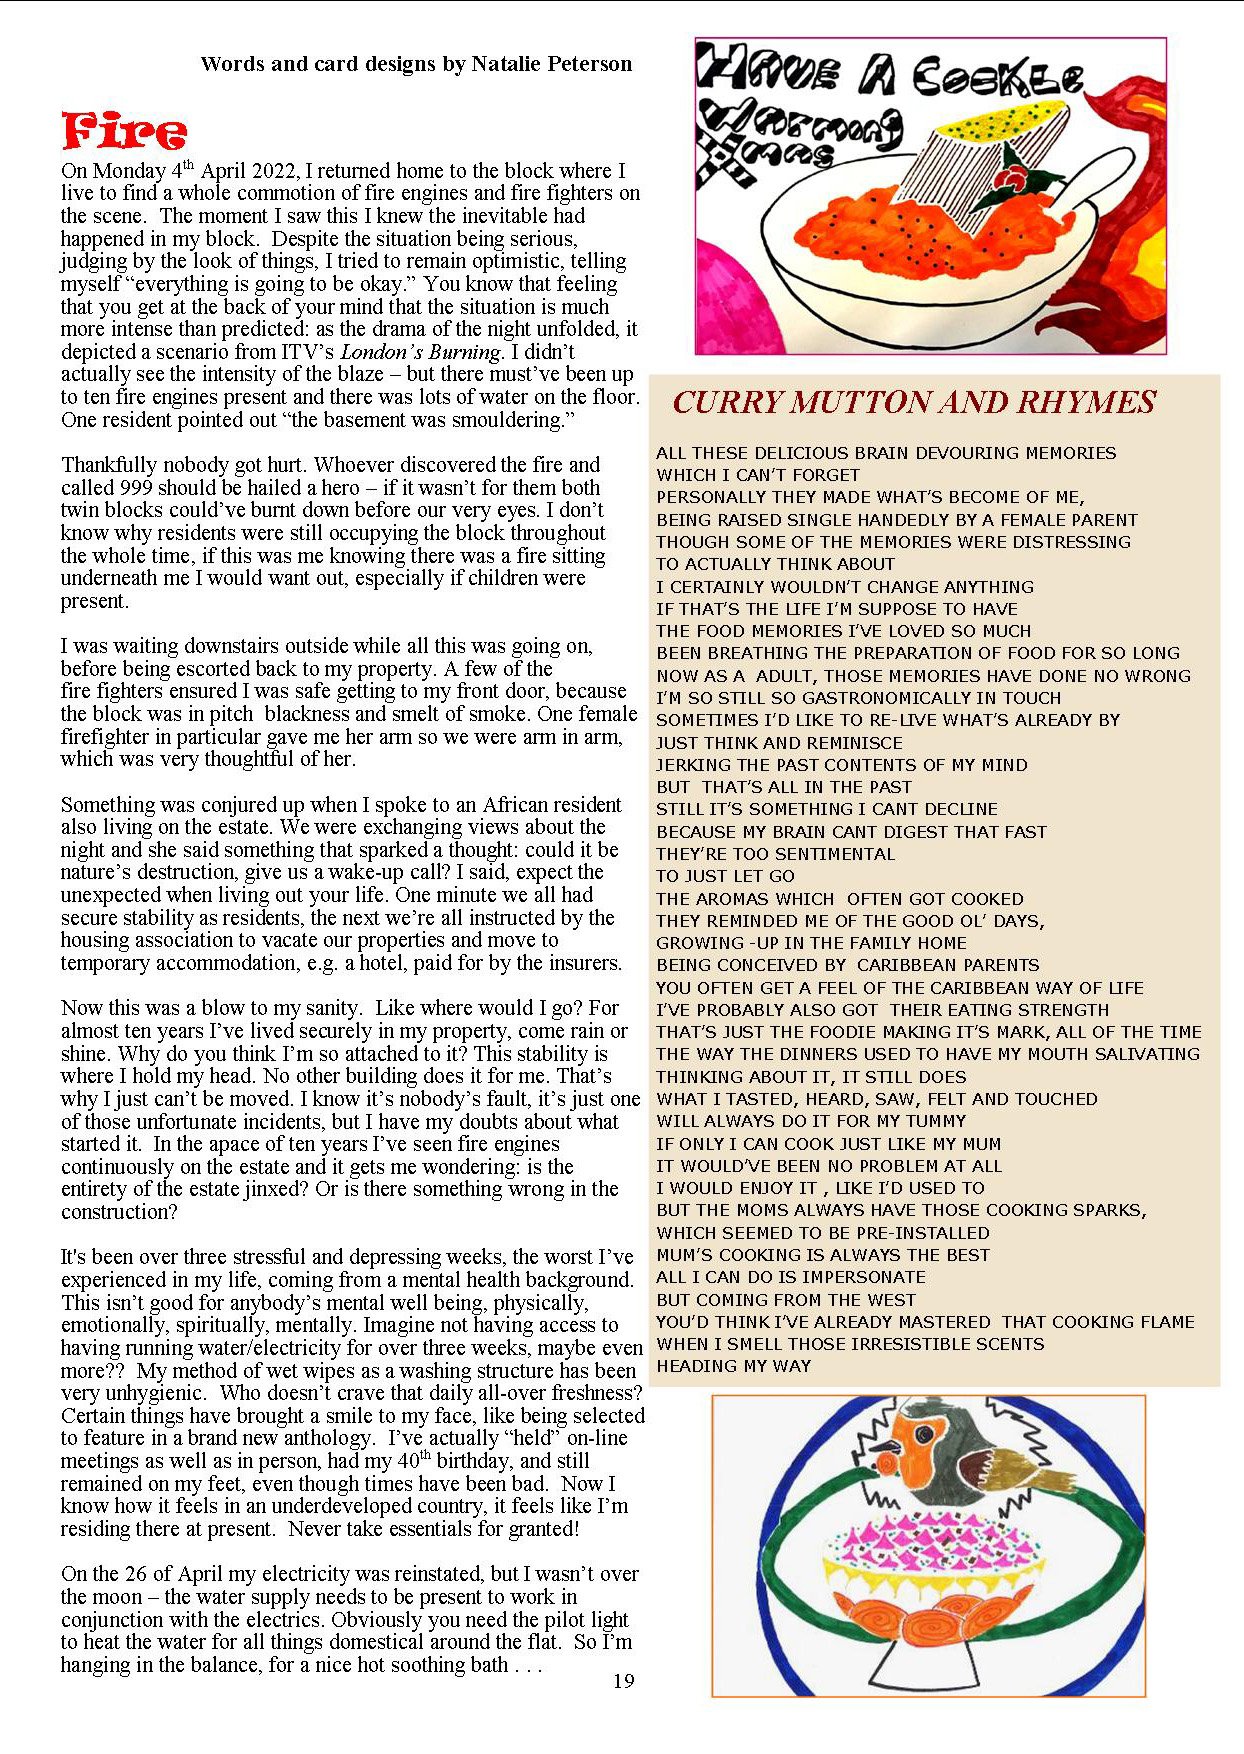 Words and card designs by Natalie Peterson
Fire
On Monday 4th April 2022, I returned home to the block where I
live to find a whole commotion of fire engines and fire fighters on
the scene.  The moment I saw this I knew the inevitable had
happened in my block.  Despite the situation being serious,
judging by the look of things, I tried to remain optimistic, telling
myself “everything is going to be okay.” You know that feeling
that you get at the back of your mind that the situation is much
more intense than predicted: as the drama of the night unfolded, it
depicted a scenario from ITV’s London’s Burning. I didn’t
actually see the intensity of the blaze – but there must’ve been up
to ten fire engines present and there was lots of water on the floor.
One resident pointed out “the basement was smouldering.”
Thankfully nobody got hurt. Whoever discovered the fire and
called 999 should be hailed a hero – if it wasn’t for them both
twin blocks could’ve burnt down before our very eyes. I don’t
know why residents were still occupying the block throughout
the whole time, if this was me knowing there was a fire sitting
underneath me I would want out, especially if children were
present.
I was waiting downstairs outside while all this was going on,
before being escorted back to my property. A few of the
fire fighters ensured I was safe getting to my front door, because
the block was in pitch  blackness and smelt of smoke. One female
firefighter in particular gave me her arm so we were arm in arm,
which was very thoughtful of her.
Something was conjured up when I spoke to an African resident
also living on the estate. We were exchanging views about the
night and she said something that sparked a thought: could it be
nature’s destruction, give us a wake-up call? I said, expect the
unexpected when living out your life. One minute we all had
secure stability as residents, the next we’re all instructed by the
housing association to vacate our properties and move to
temporary accommodation, e.g. a hotel, paid for by the insurers.
Now this was a blow to my sanity.  Like where would I go? For
almost ten years I’ve lived securely in my property, come rain or
shine. Why do you think I’m so attached to it? This stability is
where I hold my head. No other building does it for me. That’s
why I just can’t be moved. I know it’s nobody’s fault, it’s just one
of those unfortunate incidents, but I have my doubts about what
started it.  In the apace of ten years I’ve seen fire engines
continuously on the estate and it gets me wondering: is the
entirety of the estate jinxed? Or is there something wrong in the
construction?
It's been over three stressful and depressing weeks, the worst I’ve
experienced in my life, coming from a mental health background.
This isn’t good for anybody’s mental well being, physically,
emotionally, spiritually, mentally. Imagine not having access to
having running water/electricity for over three weeks, maybe even
more??  My method of wet wipes as a washing structure has been
very unhygienic.  Who doesn’t crave that daily all-over freshness?
Certain things have brought a smile to my face, like being selected
to feature in a brand new anthology.  I’ve actually “held” on-line
meetings as well as in person, had my 40th birthday, and still
remained on my feet, even though times have been bad.  Now I
know how it feels in an underdeveloped country, it feels like I’m
residing there at present.  Never take essentials for granted!
On the 26 of April my electricity was reinstated, but I wasn’t over
the moon – the water supply needs to be present to work in
conjunction with the electrics. Obviously you need the pilot light
to heat the water for all things domestical around the flat.  So I’m
hanging in the balance, for a nice hot soothing bath . . .
19
HAVE A COCKLE
Warming
Xmas
CURRY MUTTON AND RHYMES
ALL THESE DELICIOUS BRAIN DEVOURING MEMORIES
WHICH I CAN’T FORGET
PERSONALLY THEY MADE WHAT’S BECOME OF ME,
BEING RAISED SINGLE HANDEDLY BY A FEMALE PARENT
THOUGH SOME OF THE MEMORIES WERE DISTRESSING
TO ACTUALLY THINK ABOUT
I CERTAINLY WOULDN’T CHANGE ANYTHING
IF THAT’S THE LIFE I’M SUPPOSE TO HAVE
THE FOOD MEMORIES I’VE LOVED SO MUCH
BEEN BREATHING THE PREPARATION OF FOOD FOR SO LONG
NOW AS A  ADULT, THOSE MEMORIES HAVE DONE NO WRONG
I’M SO STILL SO GASTRONOMICALLY IN TOUCH
SOMETIMES I’D LIKE TO RE-LIVE WHAT’S ALREADY BY
JUST THINK AND REMINISCE
JERKING THE PAST CONTENTS OF MY MIND
BUT  THAT’S ALL IN THE PAST
STILL IT’S SOMETHING I CANT DECLINE
BECAUSE MY BRAIN CANT DIGEST THAT FAST
THEY’RE TOO SENTIMENTAL
TO JUST LET GO
THE AROMAS WHICH  OFTEN GOT COOKED
THEY REMINDED ME OF THE GOOD OL’ DAYS,
GROWING -UP IN THE FAMILY HOME
BEING CONCEIVED BY  CARIBBEAN PARENTS
YOU OFTEN GET A FEEL OF THE CARIBBEAN WAY OF LIFE
I’VE PROBABLY ALSO GOT  THEIR EATING STRENGTH
THAT’S JUST THE FOODIE MAKING IT’S MARK, ALL OF THE TIME
THE WAY THE DINNERS USED TO HAVE MY MOUTH SALIVATING
THINKING ABOUT IT, IT STILL DOES
WHAT I TASTED, HEARD, SAW, FELT AND TOUCHED
WILL ALWAYS DO IT FOR MY TUMMY
IF ONLY I CAN COOK JUST LIKE MY MUM
IT WOULD’VE BEEN NO PROBLEM AT ALL
I WOULD ENJOY IT , LIKE I’D USED TO
BUT THE MOMS ALWAYS HAVE THOSE COOKING SPARKS,
WHICH SEEMED TO BE PRE-INSTALLED
MUM’S COOKING IS ALWAYS THE BEST
ALL I CAN DO IS IMPERSONATE
BUT COMING FROM THE WEST
YOU’D THINK I’VE ALREADY MASTERED  THAT COOKING FLAME
WHEN I SMELL THOSE IRRESISTIBLE SCENTS
HEADING MY WAY